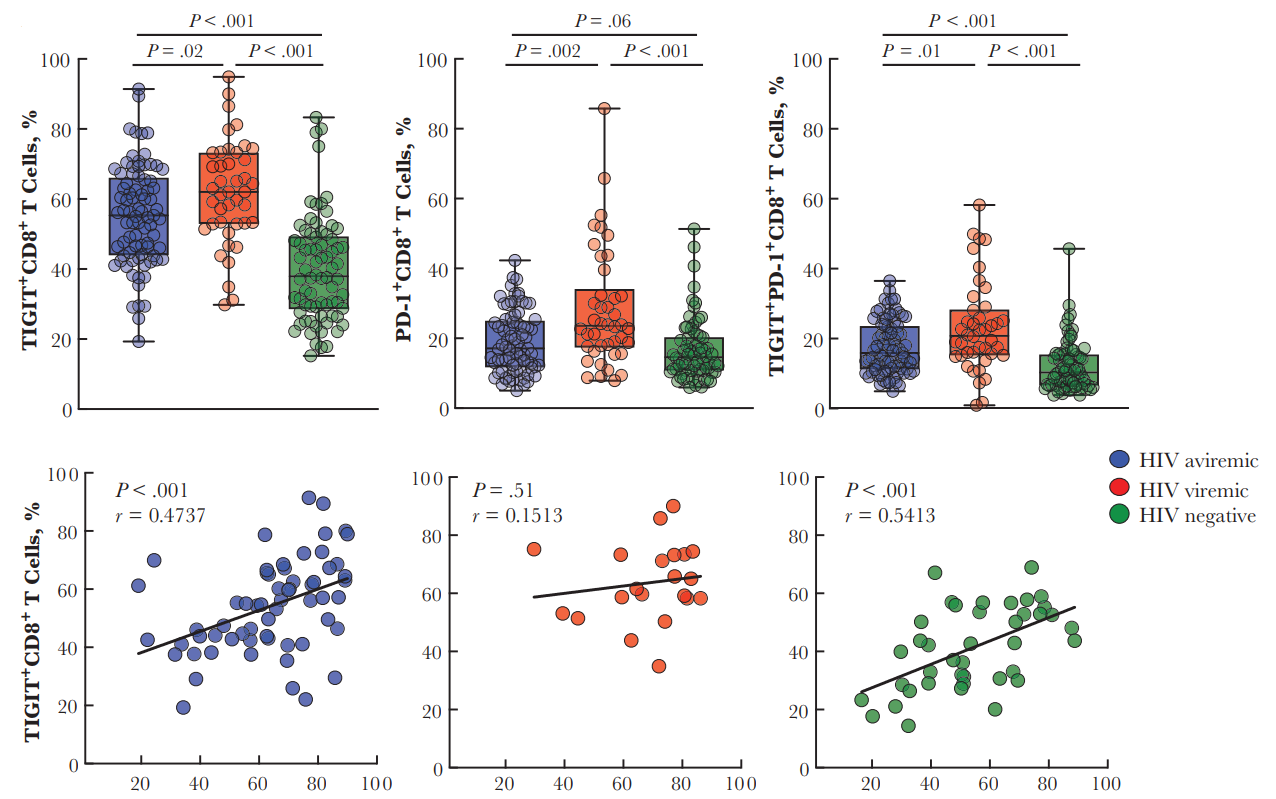 P < .001
P = .02 P < .001
100
80
60
40
20
0
TIGIT⁺CD8⁺ T Cells, %
P = .06
P = .002 P < .001
100
80
60
40
20
0
PD-1⁺CD8⁺ T Cells, %
P < .001
P = .01 P < .001
100
80
60
40
20
0
TIGIT⁺PD-1⁺CD8⁺ T Cells, %
P < .001
r = 0.4737
100
80
60
40
20
0
TIGIT⁺CD8⁺ T Cells, %
20 40 60 80 100
P = .51
r = 0.1513
100
80
60
40
20
0
20 40 60 80 100
P < .001
r = 0.5413
100
80
60
40
20
0
20 40 60 80 100
HIV aviremic
HIV viremic
HIV negative